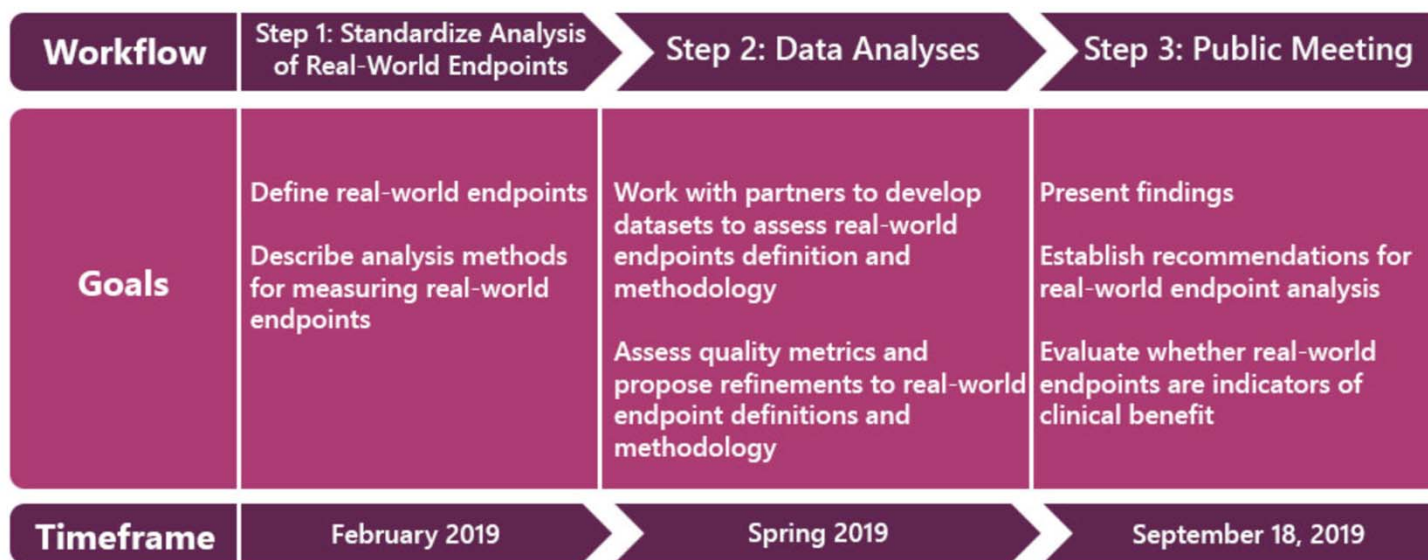 Workflow
Step 1: Standardize Analysis
of Real-World Endpoints
Step 2: Data Analyses
Step 3: Public Meeting
Goals
Define real-world endpoints
Describe analysis methods
for measuring real-world
endpoints
Work with partners to develop
datasets to assess real-world
endpoints definition and
methodology
Assess quality metrics and
propose refinements to real-world
endpoint definitions and
methodology
Present findings
Establish recommendations for
real-world endpoint analysis
Evaluate whether real-world
endpoints are indicators of
clinical benefit
Timeframe
February 2019
Spring 2019
September 18, 2019